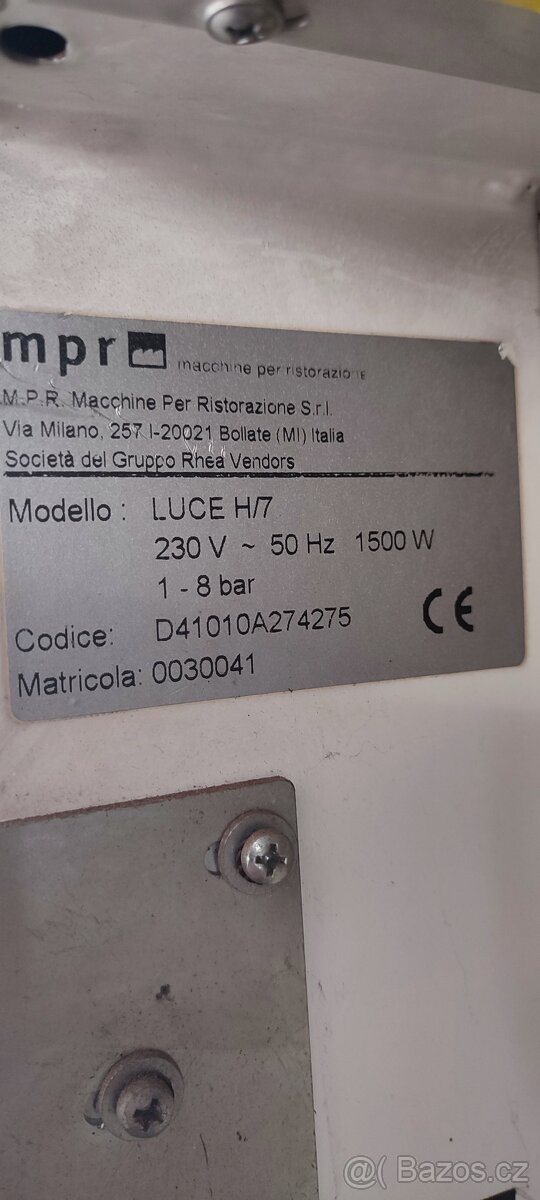 mpr macchine per ristorazione
M.P.R. Macchine Per Ristorazione S.r.l.
Via Milano, 257 I-20021 Bollate (MI) Italia
Società del Gruppo Rhea Vendors
Modello : LUCE H/7
230 V ~ 50 Hz 1500 W
1 - 8 bar
CE
Codice: D41010A274275
Matricola: 0030041
@ Bazos.cz